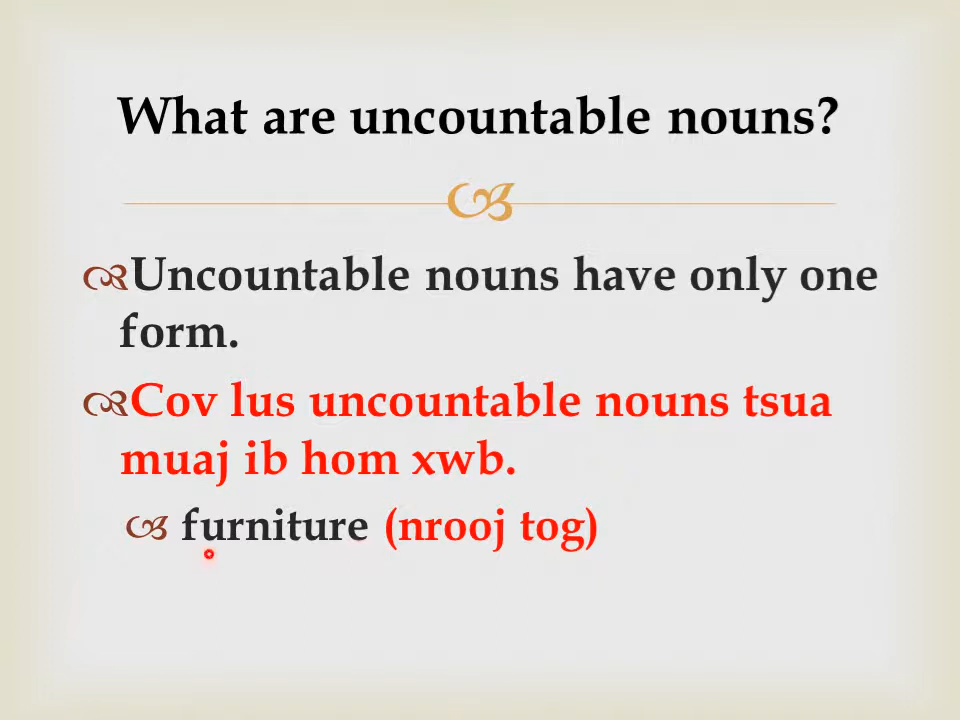 What are uncountable nouns?
Uncountable nouns have only one
form.
Cov lus uncountable nouns tsua
muaj ib hom xwb.
furniture (nrooj tog)